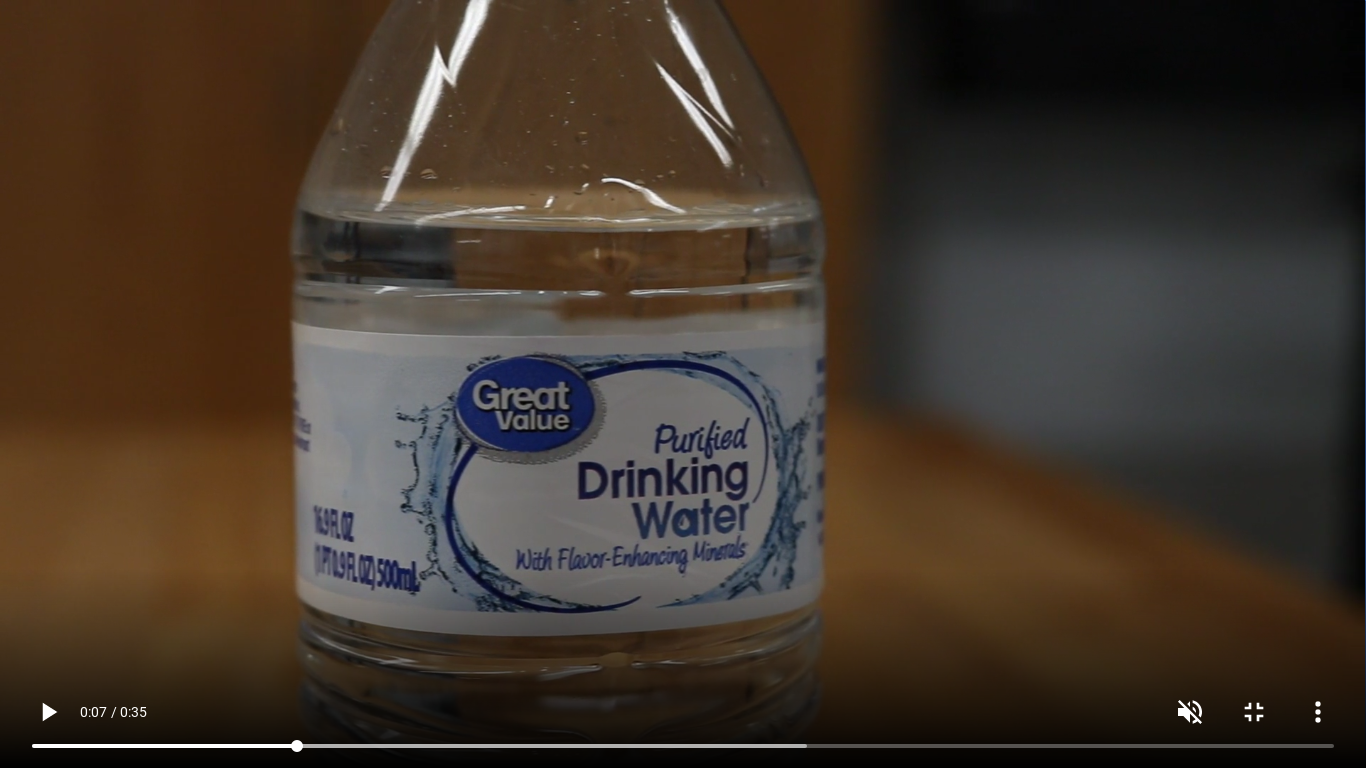 Great
Value
Purified
Drinking
Water
With Flavor-Enhancing Minerals
16.9 FL OZ
(1 PT 0.9 FL OZ) 500mL
0:07 / 0:35